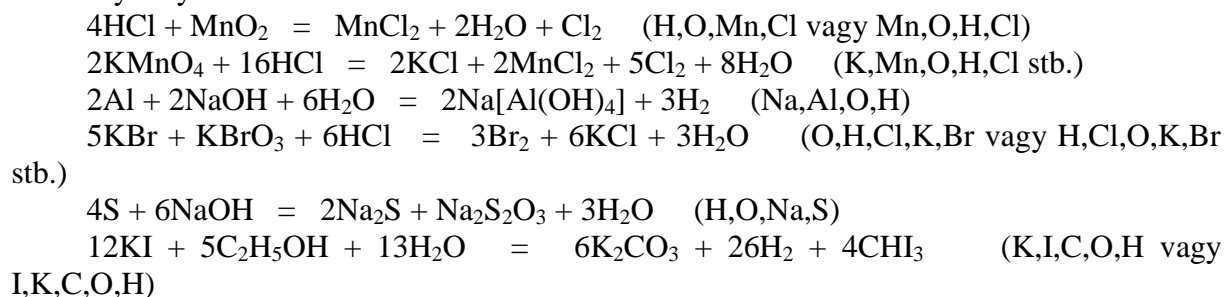 4HCl + MnO₂ = MnCl₂ + 2H₂O + Cl₂ (H,O,Mn,Cl vagy Mn,O,H,Cl)
2KMnO₄ + 16HCl = 2KCl + 2MnCl₂ + 5Cl₂ + 8H₂O (K,Mn,O,H,Cl stb.)
2Al + 2NaOH + 6H₂O = 2Na[Al(OH)₄] + 3H₂ (Na,Al,O,H)
5KBr + KBrO₃ + 6HCl = 3Br₂ + 6KCl + 3H₂O (O,H,Cl,K,Br vagy H,Cl,O,K,Br
stb.)
4S + 6NaOH = 2Na₂S + Na₂S₂O₃ + 3H₂O (H,O,Na,S)
12KI + 5C₂H₅OH + 13H₂O = 6K₂CO₃ + 26H₂ + 4CHI₃ (K,I,C,O,H vagy
I,K,C,O,H)